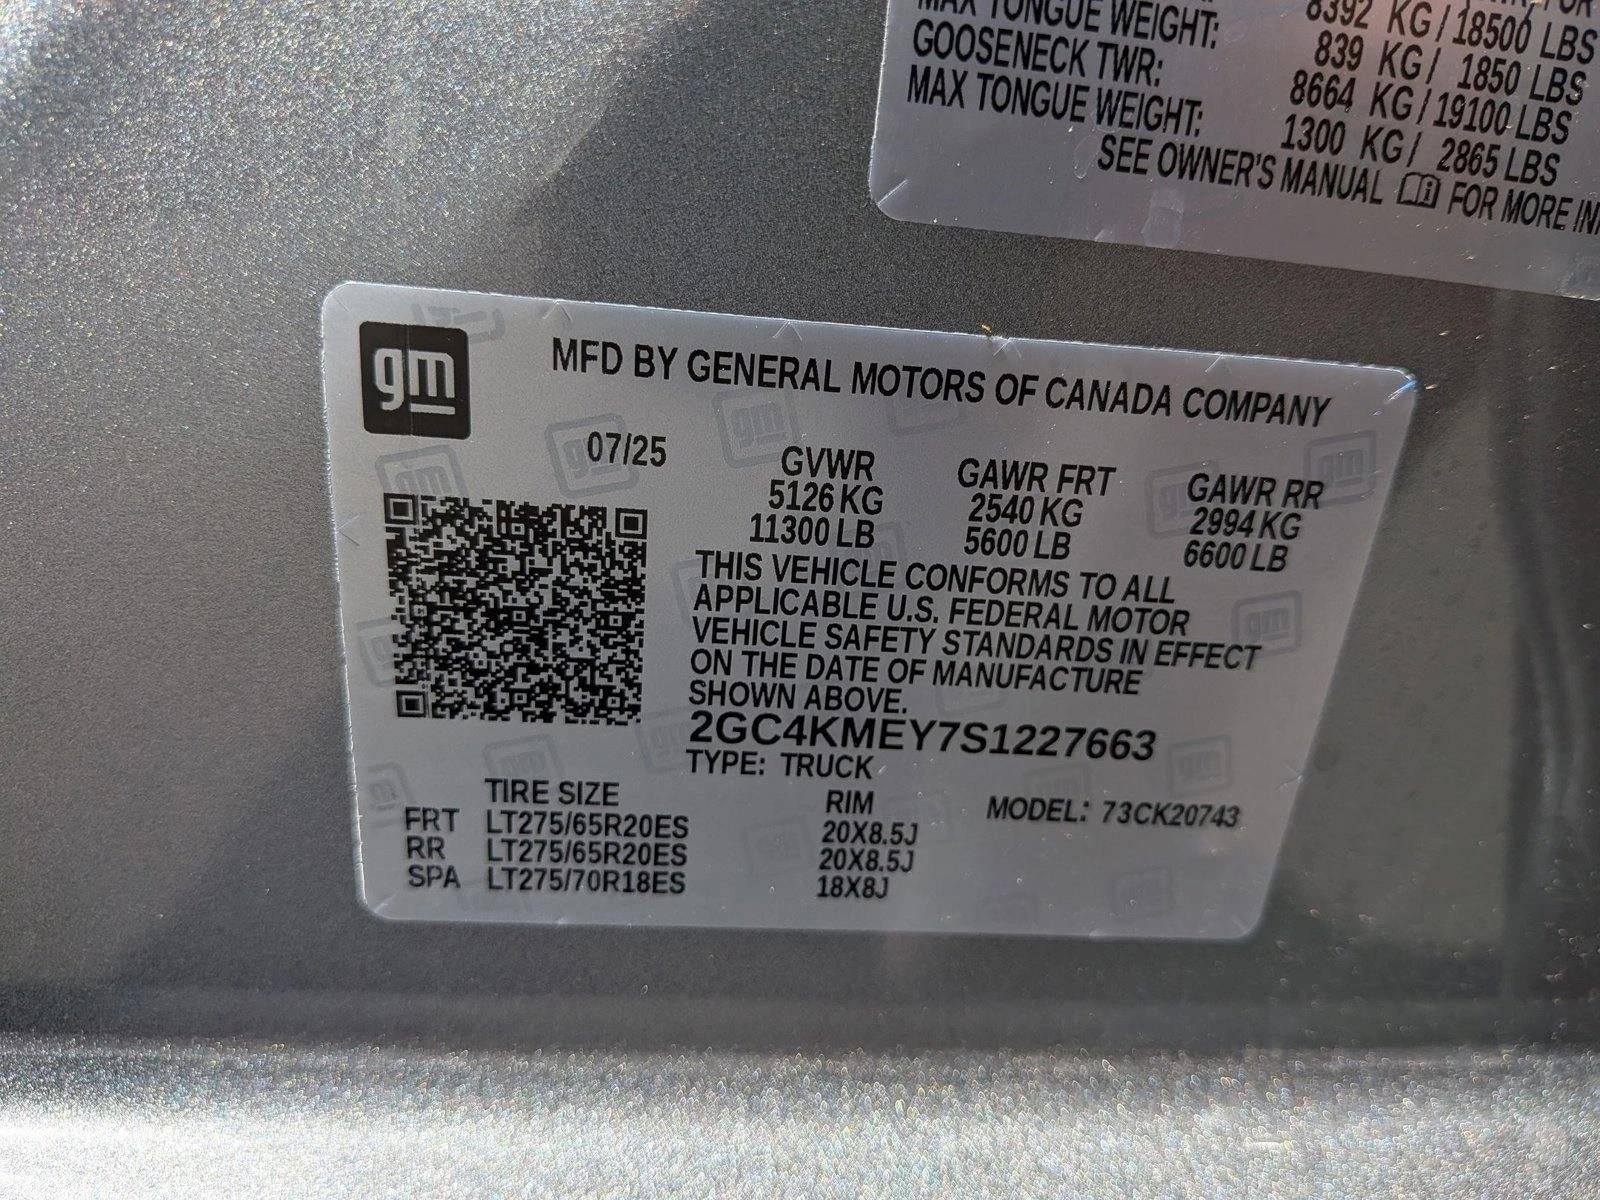 MAX TONGUE WEIGHT: 8392 KG/18500 LBS
839 KG/ 1850 LBS
GOOSENECK TWR: 8664 KG/19100 LBS
MAX TONGUE WEIGHT: 1300 KG/ 2865 LBS
SEE OWNER'S MANUAL FOR MORE
gm
MFD BY GENERAL MOTORS OF CANADA COMPANY
07/25 GVWR GAWR FRT GAWR RR
5126 KG 2540 KG 2994 KG
11300 LB 5600 LB 6600 LB
THIS VEHICLE CONFORMS TO ALL
APPLICABLE U.S. FEDERAL MOTOR
VEHICLE SAFETY STANDARDS IN EFFECT
ON THE DATE OF MANUFACTURE
SHOWN ABOVE.
2GC4KMEY7S1227663
TYPE: TRUCK
TIRE SIZE RIM MODEL: 73CK20743
FRT LT275/65R20ES 20X8.5J
RR LT275/65R20ES 20X8.5J
SPA LT275/70R18ES 18X8J